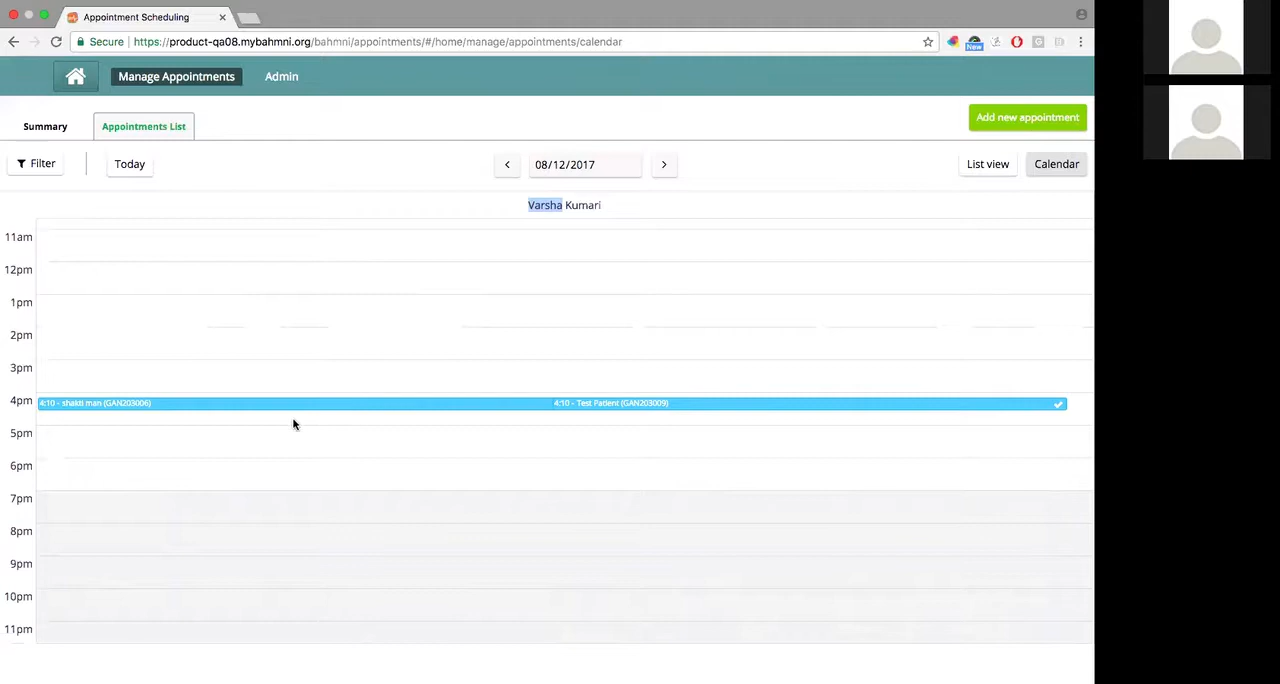 Appointment Scheduling
Secure https://product-qa08.mybahmni.org/bahmni/appointments/#/home/manage/appointments/calendar
New
Manage Appointments Admin
Summary Appointments List Add new appointment
Filter Today 08/12/2017 List view Calendar
Varsha Kumari
11am
12pm
1pm
2pm
3pm
4pm 4:10 - shakti man (GAN203006) 4:10 - Test Patient (GAN203009)
5pm
6pm
7pm
8pm
9pm
10pm
11pm